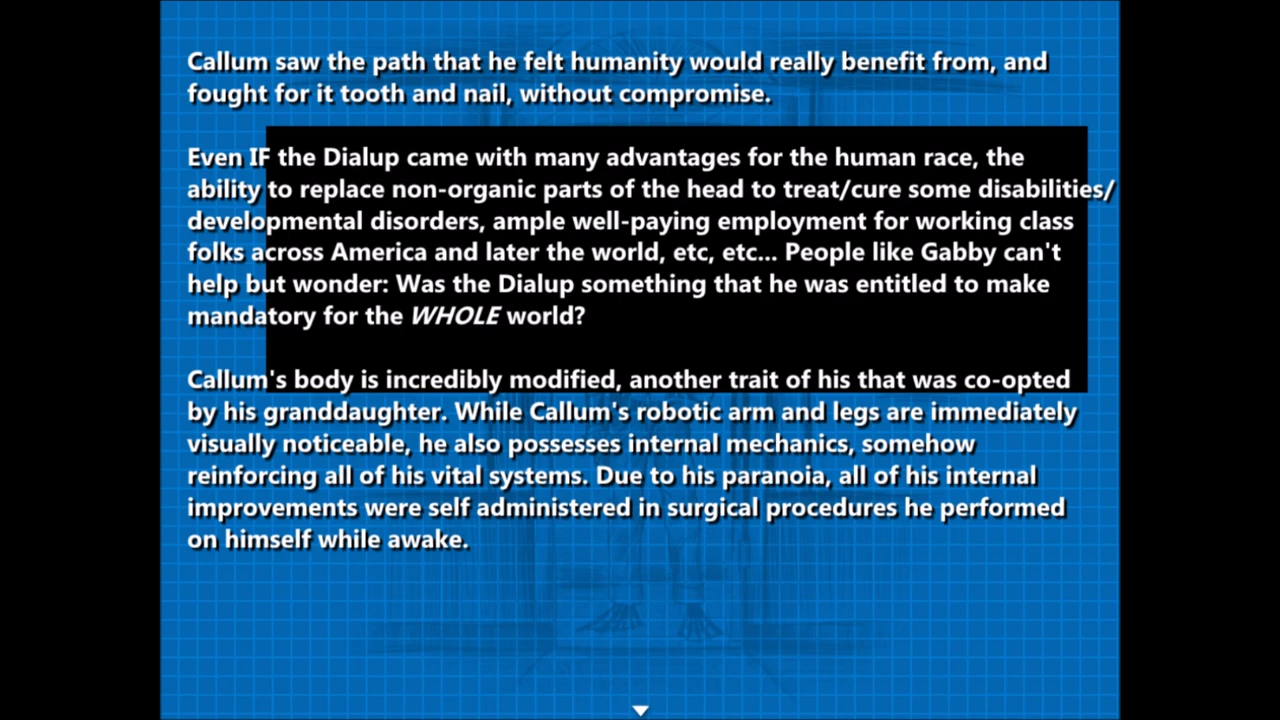 Callum saw the path that he felt humanity would really benefit from, and
fought for it tooth and nail, without compromise.
Even IF the Dialup came with many advantages for the human race, the
ability to replace non-organic parts of the head to treat/cure some disabilities/
developmental disorders, ample well-paying employment for working class
folks across America and later the world, etc, etc... People like Gabby can't
help but wonder: Was the Dialup something that he was entitled to make
mandatory for the WHOLE world?
Callum's body is incredibly modified, another trait of his that was co-opted
by his granddaughter. While Callum's robotic arm and legs are immediately
visually noticeable, he also possesses internal mechanics, somehow
reinforcing all of his vital systems. Due to his paranoia, all of his internal
improvements were self administered in surgical procedures he performed
on himself while awake.